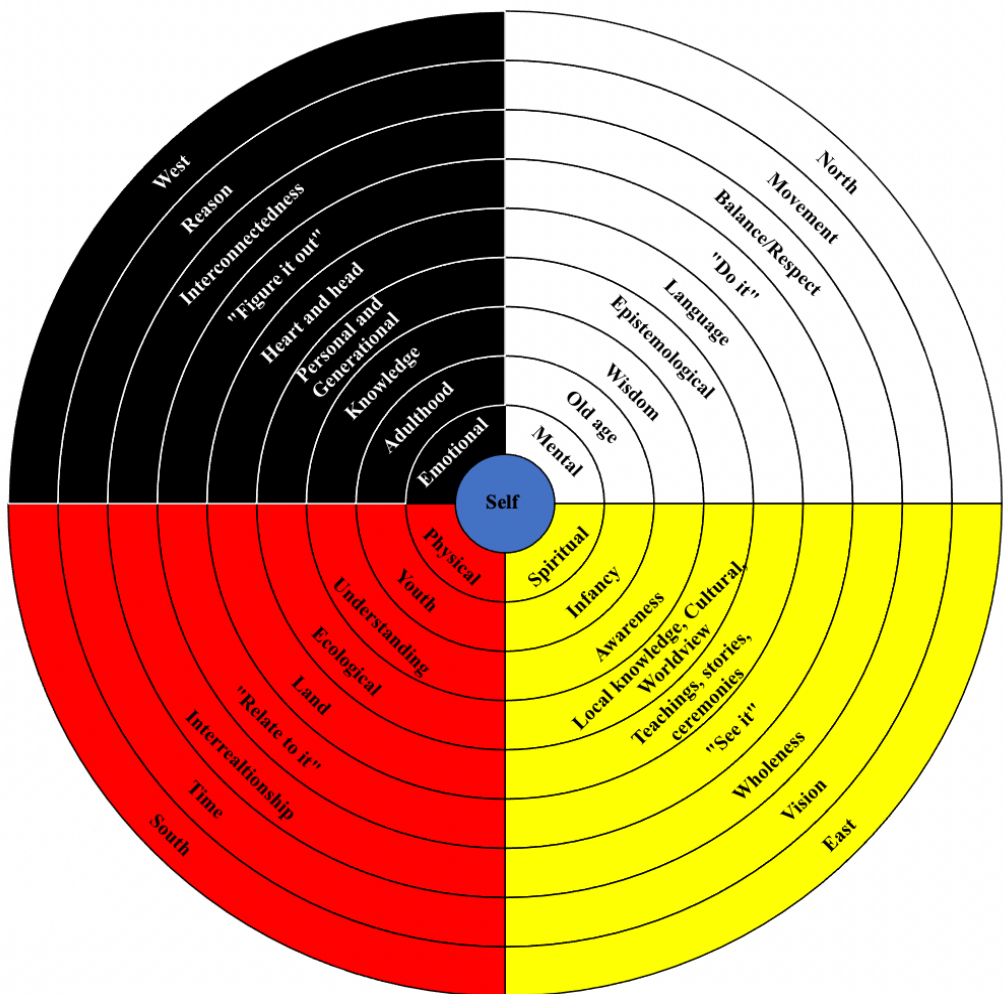 West
Reason
Interconnectedness
"Figure it out"
Heart and head
Personal and
Generational
Knowledge
Adulthood
Emotional
North
Movement
Balance/Respect
"Do it"
Language
Epistemological
Wisdom
Old age
Mental
Self
Physical
Youth
Understanding
Ecological
Land
"Relate to it"
Interrealtionship
Time
South
Spiritual
Infancy
Awareness
Local knowledge, Cultural,
Worldview
Teachings, stories,
ceremonies
"See it"
Wholeness
Vision
East